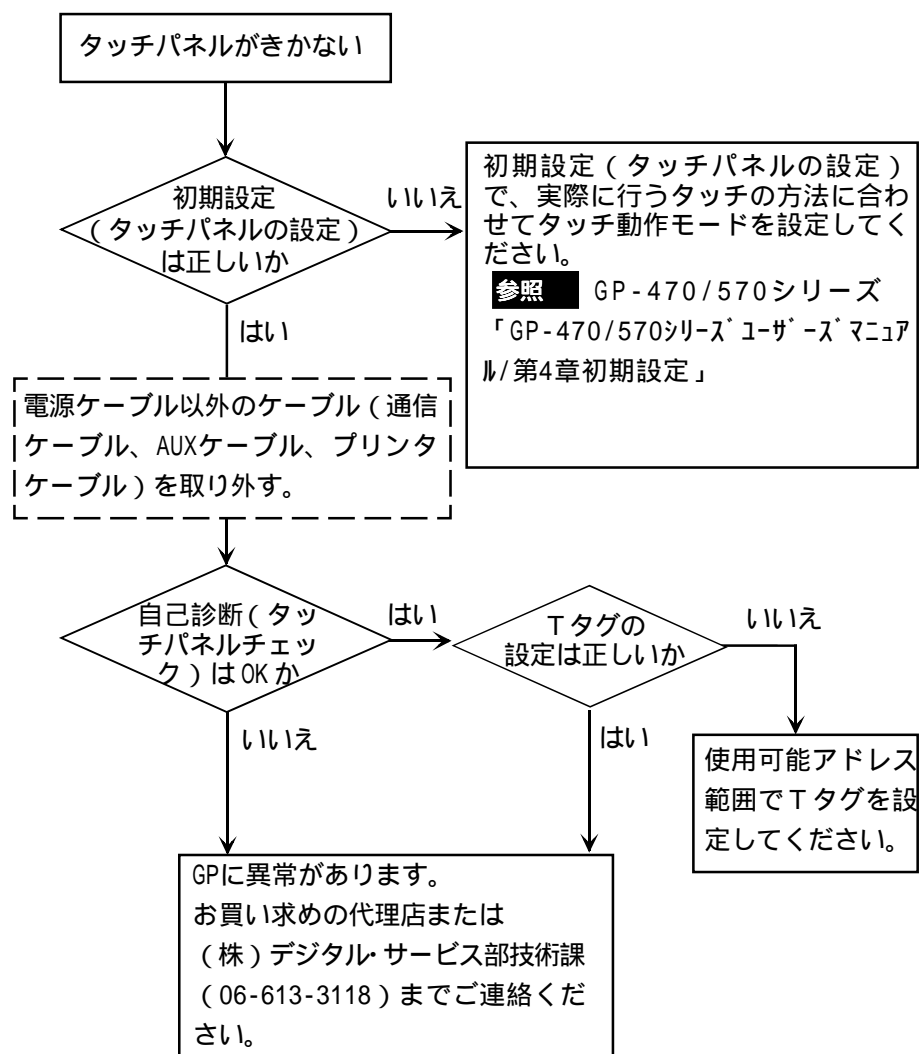 タッチパネルがきかない
初期設定
（タッチパネルの設定）
は正しいか
いいえ
初期設定（タッチパネルの設定）
で、実際に行うタッチの方法に合わ
せてタッチ動作モードを設定してく
ださい。
参照 GP-470/570シリーズ
「GP-470/570ｼﾘｰｽﾞﾕｰｻﾞｰｽﾞﾏﾆｭｱ
ﾙ/第4章初期設定」
はい
電源ケーブル以外のケーブル（通信
ケーブル、AUXケーブル、プリンタ
ケーブル）を取り外す。
自己診断（タッ
チパネルチェッ
ク）はOKか
はい
Ｔタグの
設定は正しいか
いいえ
いいえ
はい
使用可能アドレス
範囲でＴタグを設
定してください。
GPに異常があります。
お買い求めの代理店または
（株）デジタル・サービス部技術課
（06-613-3118）までご連絡くだ
さい。